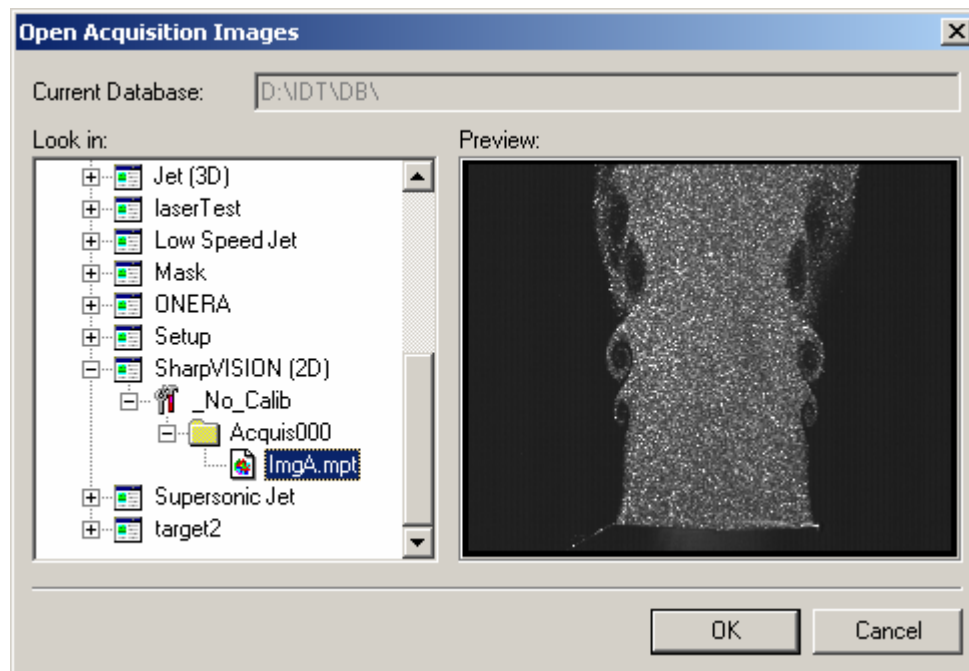 Open Acquisition Images
Current Database: D:\IDT\DB\
Look in:
Preview:
Jet (3D)
laserTest
Low Speed Jet
Mask
ONERA
Setup
SharpVISION (2D)
_No_Calib
Acquis000
ImgA.mpt
Supersonic Jet
target2
OK
Cancel